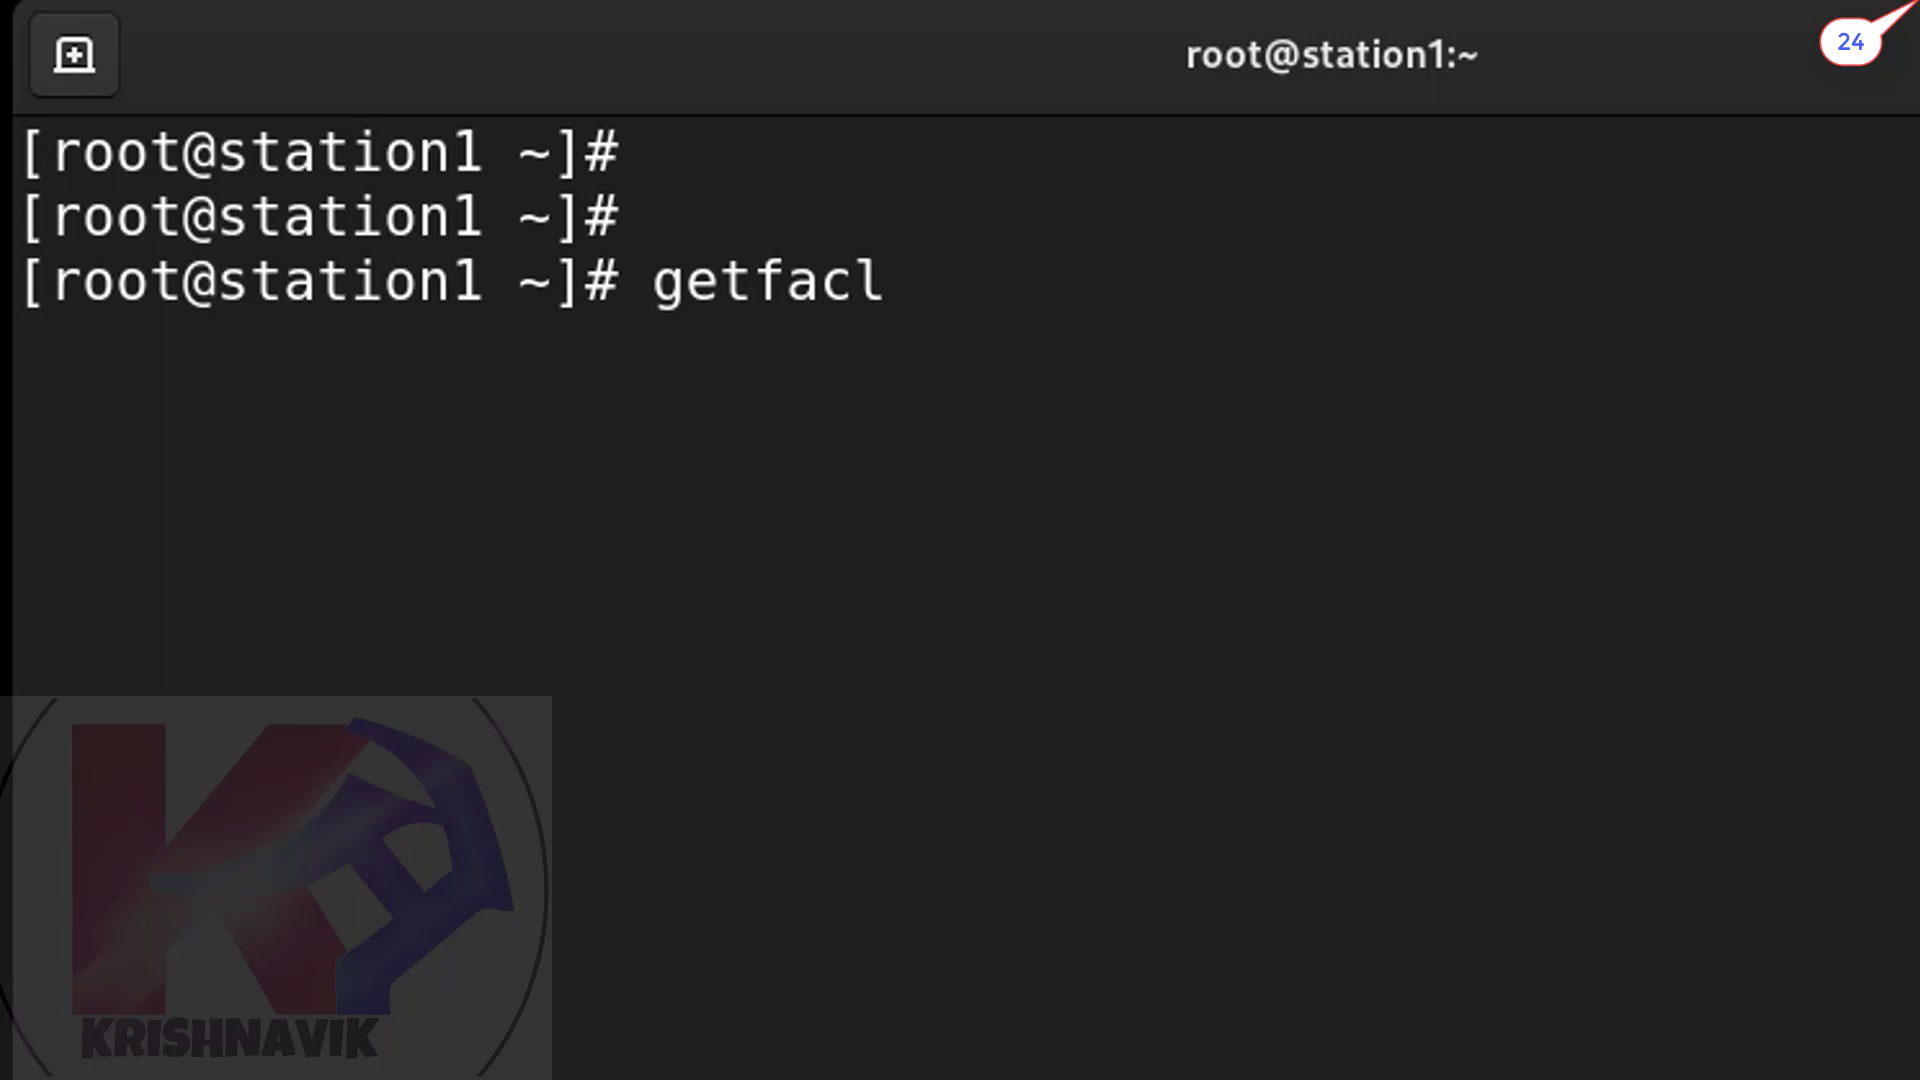 root@station1:~
24
[root@station1 ~]#
[root@station1 ~]#
[root@station1 ~]# getfacl
KRISHNAVIK